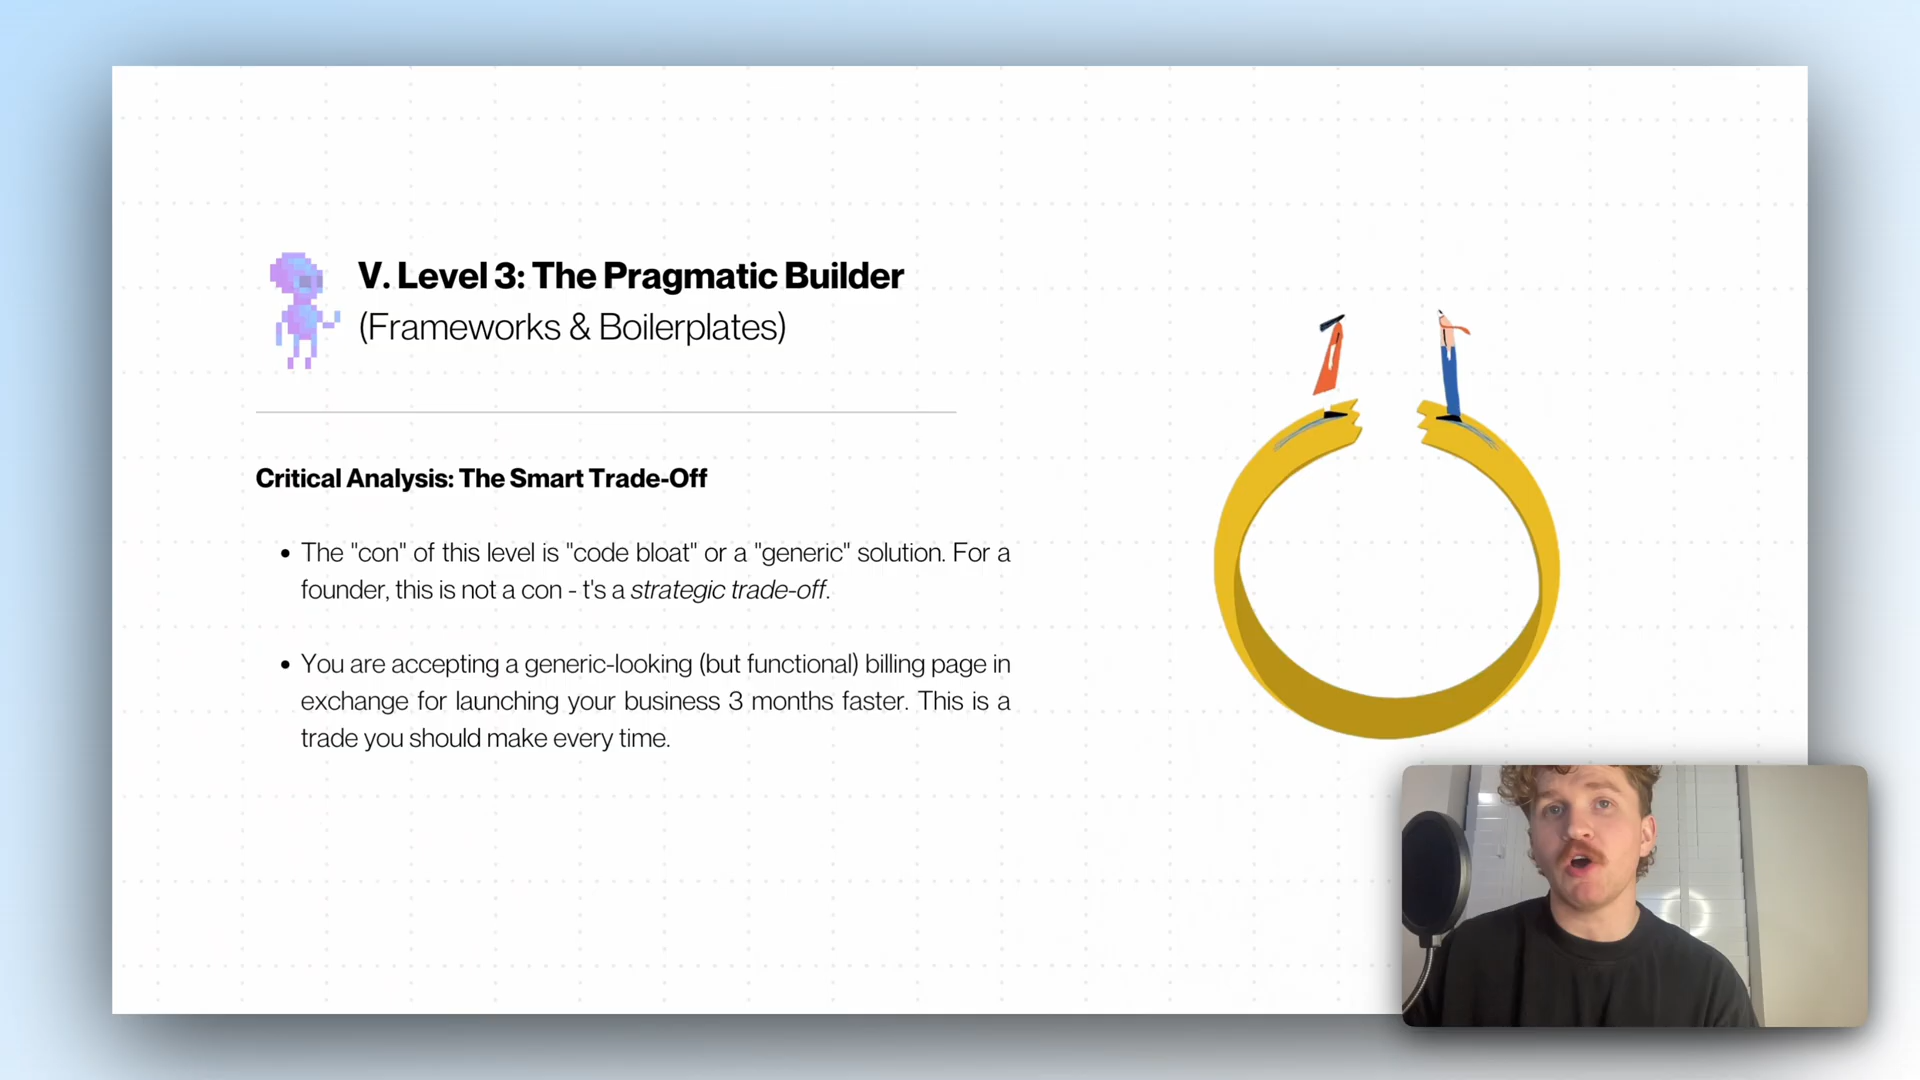 V. Level 3: The Pragmatic Builder
(Frameworks & Boilerplates)
Critical Analysis: The Smart Trade-Off
• The "con" of this level is "code bloat" or a "generic" solution. For a
founder, this is not a con - t's a strategic trade-off.
• You are accepting a generic-looking (but functional) billing page in
exchange for launching your business 3 months faster. This is a
trade you should make every time.